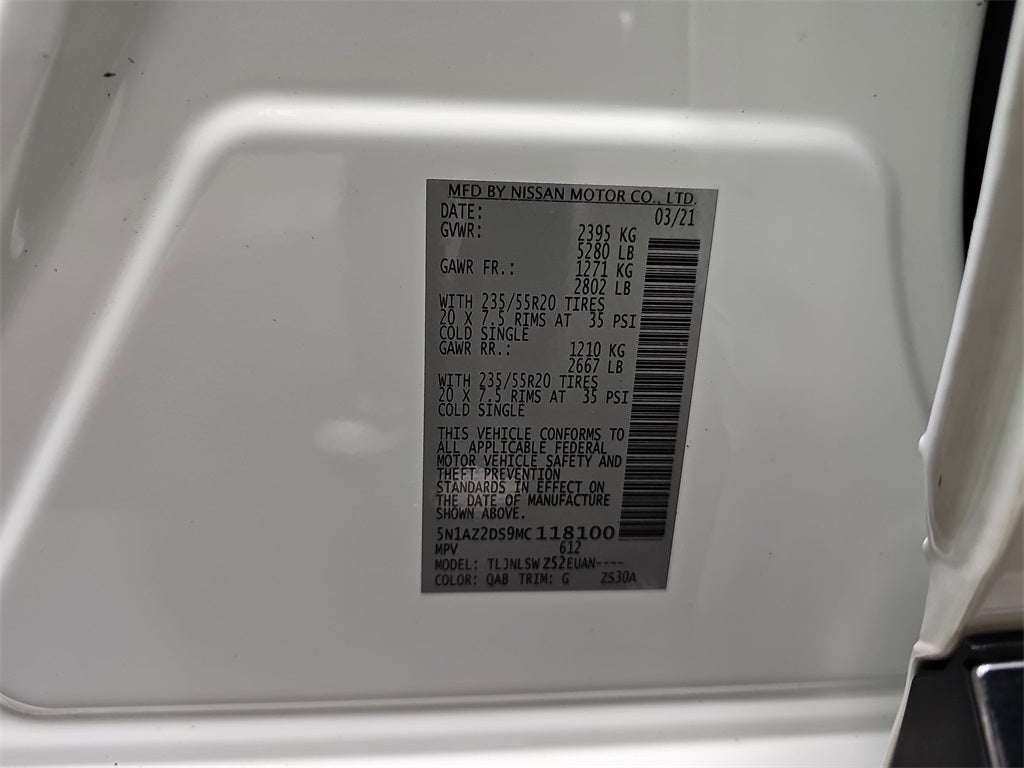 MFD BY NISSAN MOTOR CO., LTD.
DATE: 03/21
GVWR: 2395 KG
5280 LB
GAWR FR.: 1271 KG
2802 LB
WITH 235/55R20 TIRES
20 X 7.5 RIMS AT 35 PSI
COLD SINGLE
GAWR RR.: 1210 KG
2667 LB
WITH 235/55R20 TIRES
20 X 7.5 RIMS AT 35 PSI
COLD SINGLE
THIS VEHICLE CONFORMS TO
ALL APPLICABLE FEDERAL
MOTOR VEHICLE SAFETY AND
THEFT PREVENTION
STANDARDS IN EFFECT ON
THE DATE OF MANUFACTURE
SHOWN ABOVE.
5N1AZ2DS9MC118100
MPV 612
MODEL: TLJNLSWZ52EUAN----
COLOR: QAB TRIM: G ZS30A